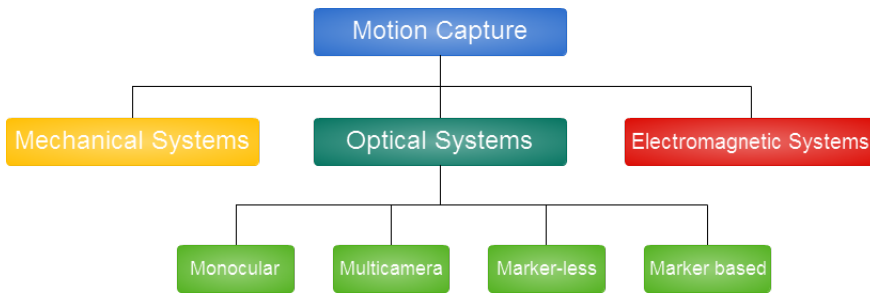 Motion Capture
Mechanical Systems
Optical Systems
Electromagnetic Systems
Monocular
Multicamera
Marker-less
Marker based